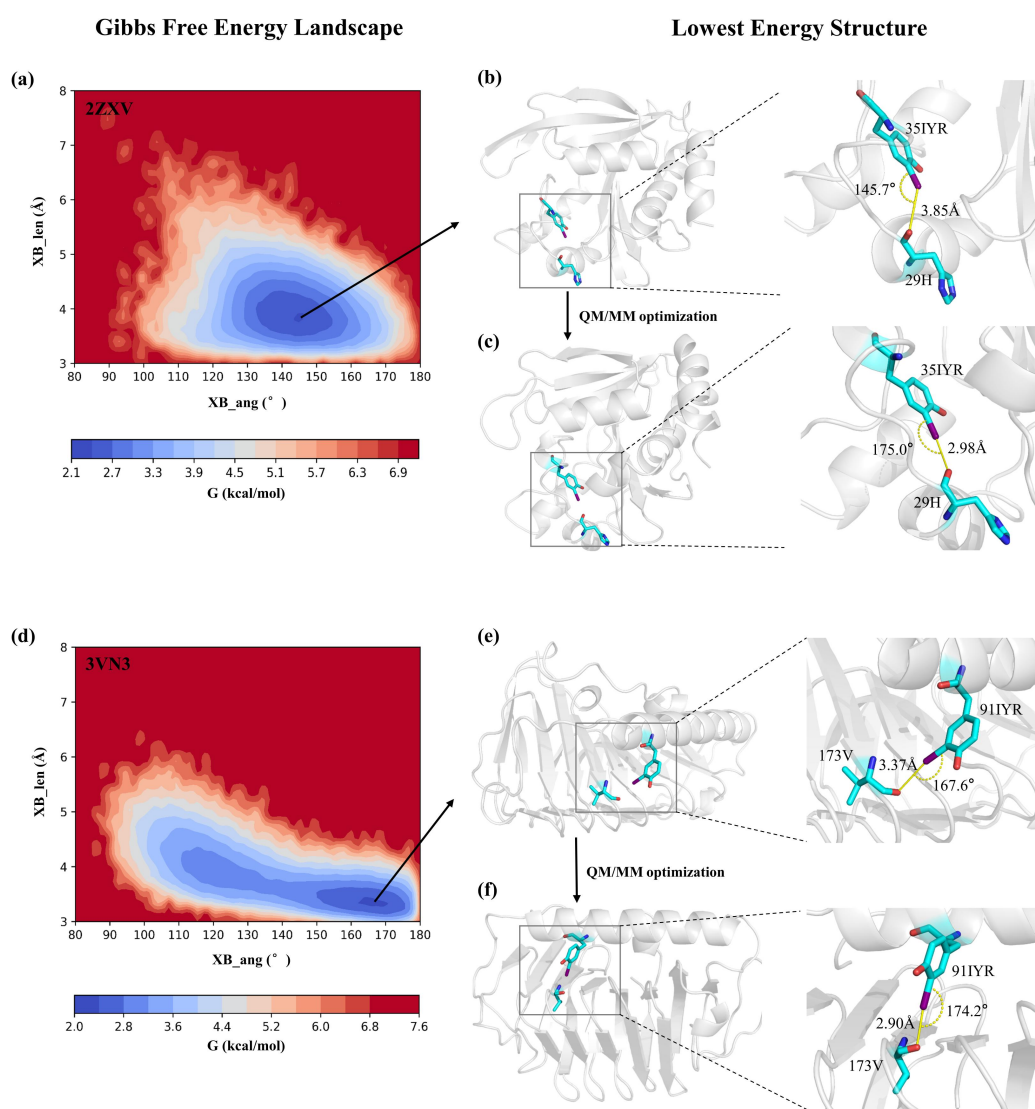 Gibbs Free Energy Landscape
Lowest Energy Structure
(a)
2ZXV
8
7
6
5
4
3
XB_len (Å)
80 90 100 110 120 130 140 150 160 170 180
XB_ang ( ° )
2.1 2.7 3.3 3.9 4.5 5.1 5.7 6.3 6.9
G (kcal/mol)
(b)
35IYR
145.7°
3.85Å
29H
QM/MM optimization
(c)
35IYR
175.0°
2.98Å
29H
(d)
3VN3
8
7
6
5
4
3
XB_len (Å)
80 90 100 110 120 130 140 150 160 170 180
XB_ang ( ° )
2.0 2.8 3.6 4.4 5.2 6.0 6.8 7.6
G (kcal/mol)
(e)
91IYR
173V
3.37Å
167.6°
QM/MM optimization
(f)
91IYR
174.2°
2.90Å
173V